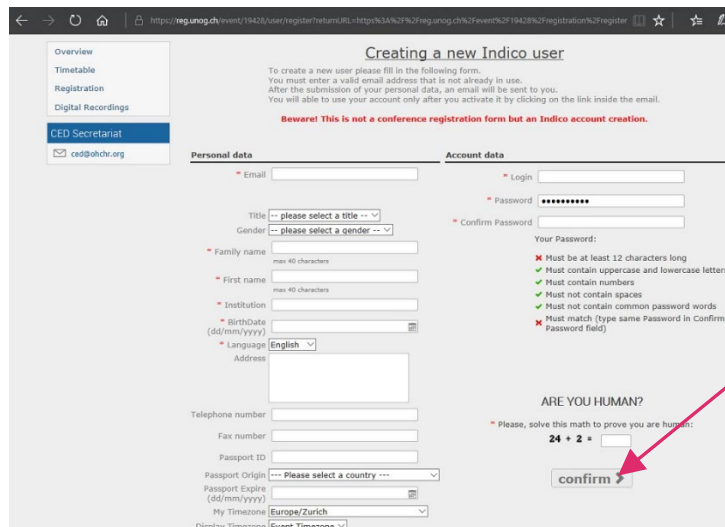 https://reg.unog.ch/event/19428/user/register?returnURL=https%3A%2F%2Freg.unog.ch%2Fevent%2F19428%2Fregistration%2Fregister
Overview
Timetable
Registration
Digital Recordings
CED Secretariat
ced@ohchr.org
Creating a new Indico user
To create a new user please fill in the following form.
You must enter a valid email address that is not already in use.
After the submission of your personal data, an email will be sent to you.
You will able to use your account only after you activate it by clicking on the link inside the email.
Beware! This is not a conference registration form but an Indico account creation.
Personal data
* Email
Title -- please select a title --
Gender -- please select a gender --
* Family name
max 40 characters
* First name
max 40 characters
* Institution
* BirthDate
(dd/mm/yyyy)
* Language English
Address
Telephone number
Fax number
Passport ID
Passport Origin --- Please select a country ---
Passport Expire
(dd/mm/yyyy)
My Timezone Europe/Zurich
Display Timezone Event Timezone
Account data
* Login
* Password ••••••••••
* Confirm Password
Your Password:
Must be at least 12 characters long
Must contain uppercase and lowercase letters
Must contain numbers
Must not contain spaces
Must not contain common password words
Must match (type same Password in Confirm
Password field)
ARE YOU HUMAN?
* Please, solve this math to prove you are human:
24 + 2 =
confirm